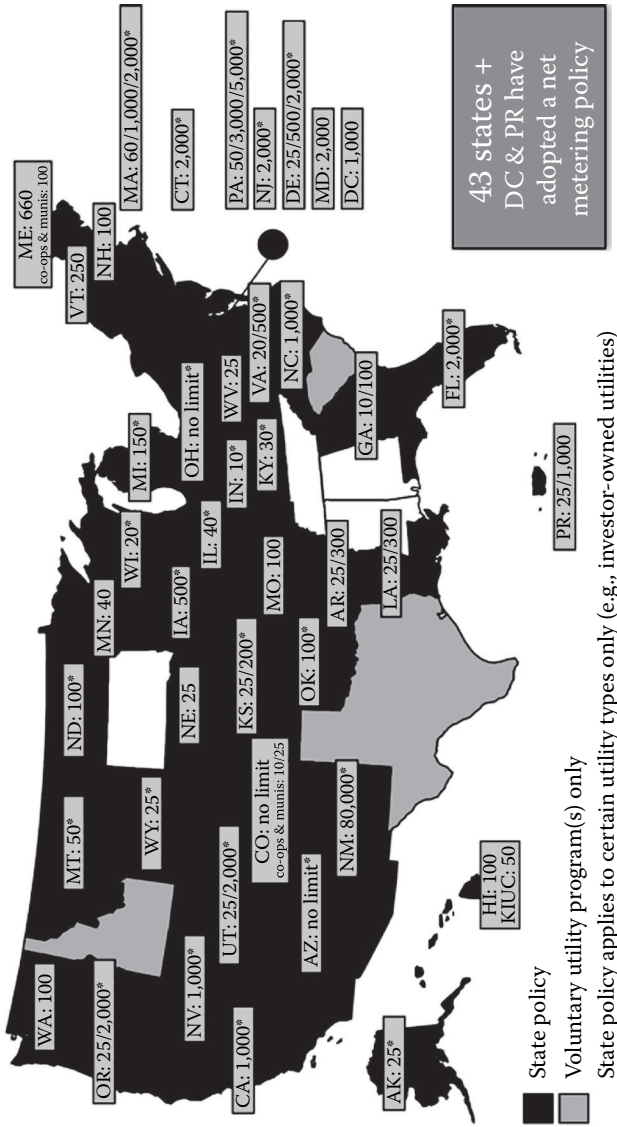 WA: 100
OR: 25/2,000*
NV: 1,000*
CA: 1,000*
MT: 50*
WY: 25*
UT: 25/2,000*
CO: no limit
co-ops & munis: 10/25
AZ: no limit*
NM: 80,000*
ND: 100*
NE: 25
KS: 25/200*
OK: 100*
MN: 40
IA: 500*
MO: 100
AR: 25/300
LA: 25/300
WI: 20*
IL: 40*
MI: 150*
IN: 10*
KY: 30*
OH: no limit*
WV: 25
VA: 20/500*
NC: 1,000*
GA: 10/100
FL: 2,000*
VT: 250
NH: 100
ME: 660
co-ops & munis: 100
MA: 60/1,000/2,000*
CT: 2,000*
PA: 50/3,000/5,000*
NJ: 2,000*
DE: 25/500/2,000*
MD: 2,000
DC: 1,000
AK: 25*
HI: 100
KIUC: 50
PR: 25/1,000
43 states +
DC & PR have
adopted a net
metering policy
State policy
Voluntary utility program(s) only
State policy applies to certain utility types only (e.g., investor-owned utilities)